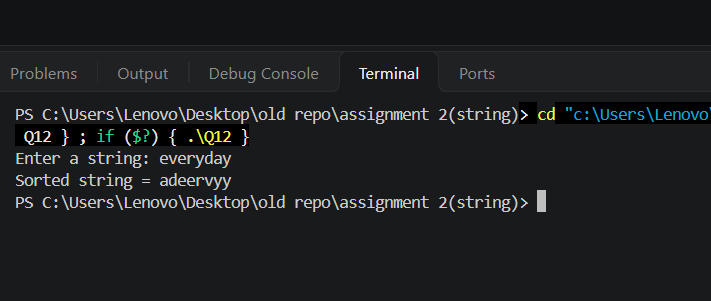 Problems Output Debug Console Terminal Ports
PS C:\Users\Lenovo\Desktop\old repo\assignment 2(string)> cd "c:\Users\Lenovo
Q12 } ; if ($?) { .\Q12 }
Enter a string: everyday
Sorted string = adeervyy
PS C:\Users\Lenovo\Desktop\old repo\assignment 2(string)>